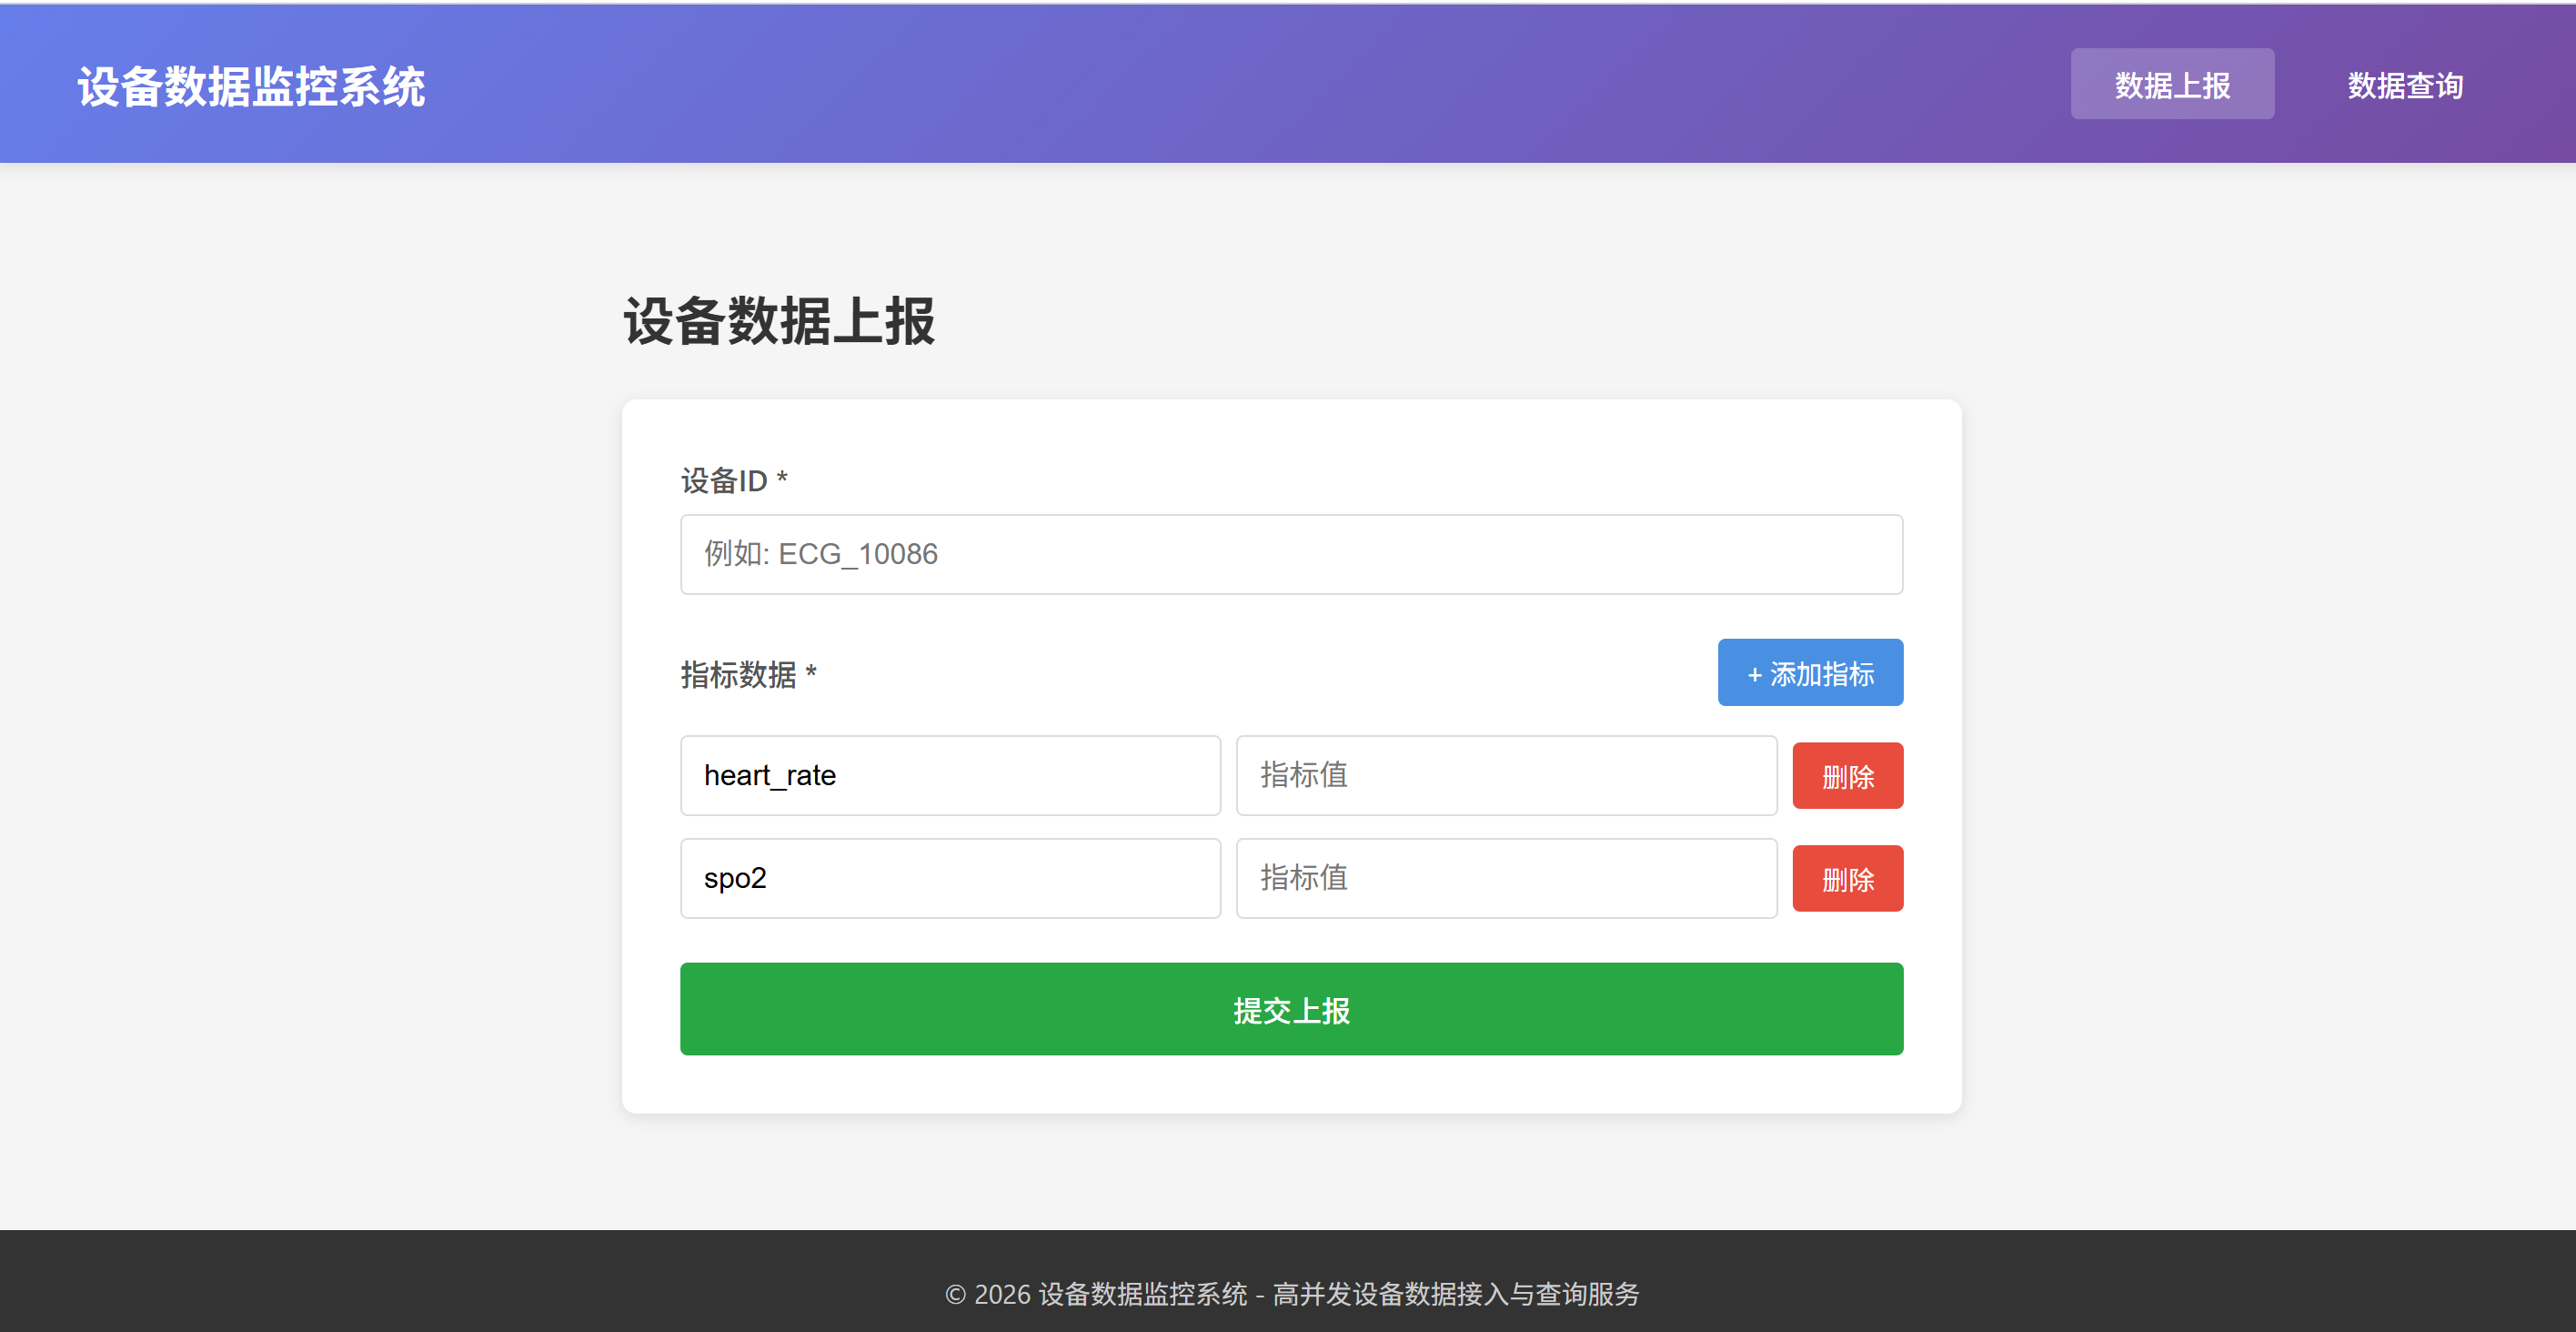 设备数据监控系统
数据上报
数据查询
设备数据上报
设备ID *
例如: ECG_10086
指标数据 *
+ 添加指标
heart_rate
指标值
删除
spo2
指标值
删除
提交上报
© 2026 设备数据监控系统 - 高并发设备数据接入与查询服务